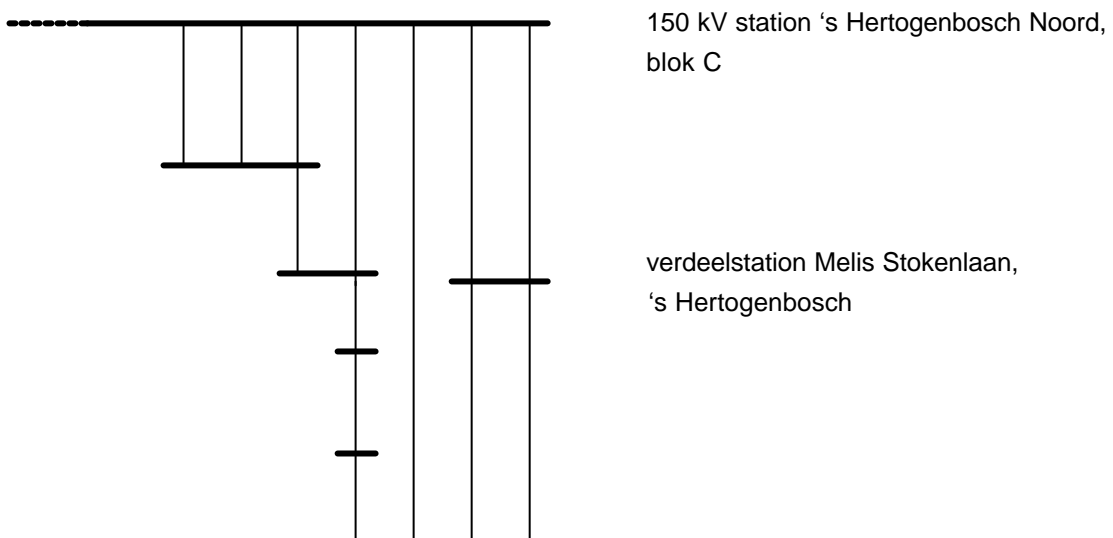 150 kV station ‘s Hertogenbosch Noord,
blok C
verdeelstation Melis Stokenlaan,
‘s Hertogenbosch